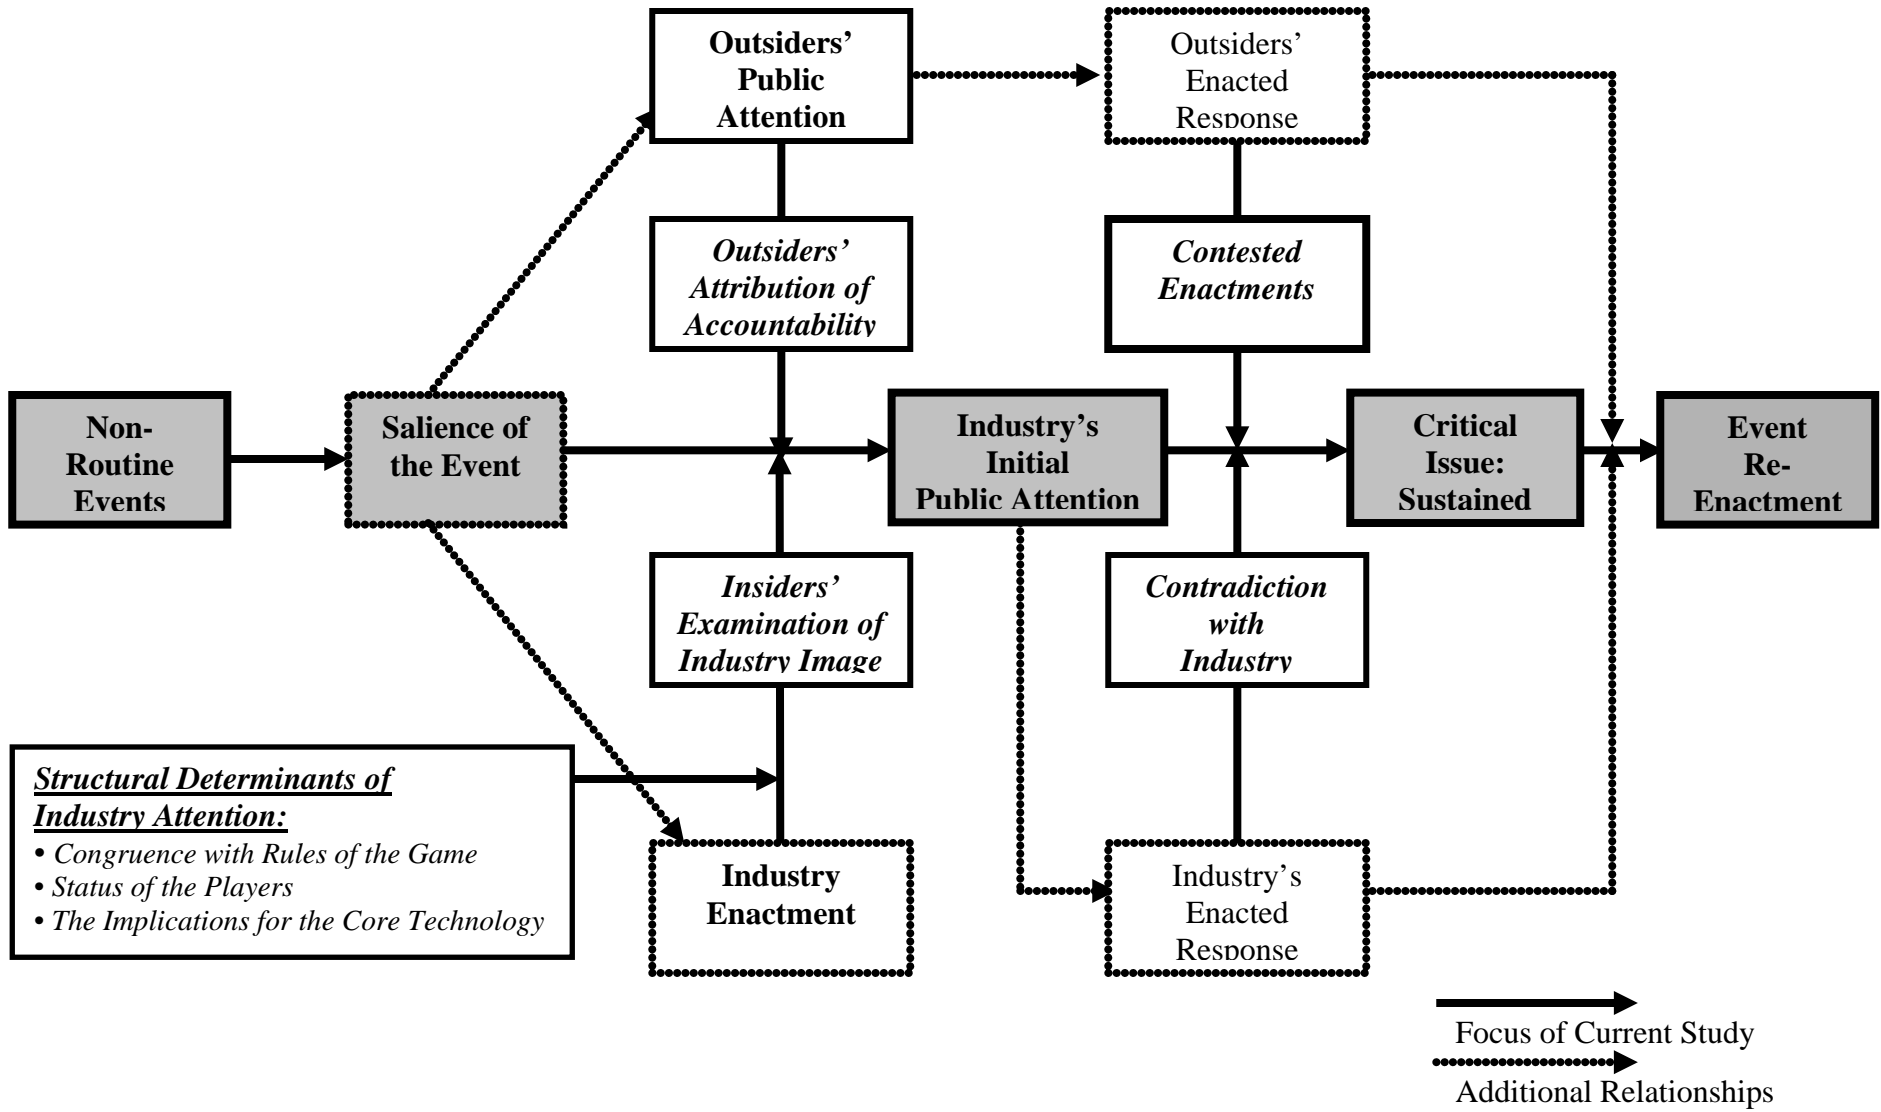 Outsiders’
Public
Attention
Outsiders’
Enacted
Response
Outsiders’
Attribution of
Accountability
Contested
Enactments
Non-
Routine
Events
Salience of
the Event
Industry’s
Initial
Public Attention
Critical
Issue:
Sustained
Event
Re-
Enactment
Insiders’
Examination of
Industry Image
Contradiction
with
Industry
Structural Determinants of
Industry Attention:
• Congruence with Rules of the Game
• Status of the Players
• The Implications for the Core Technology
Industry
Enactment
Industry’s
Enacted
Response
Focus of Current Study
Additional Relationships